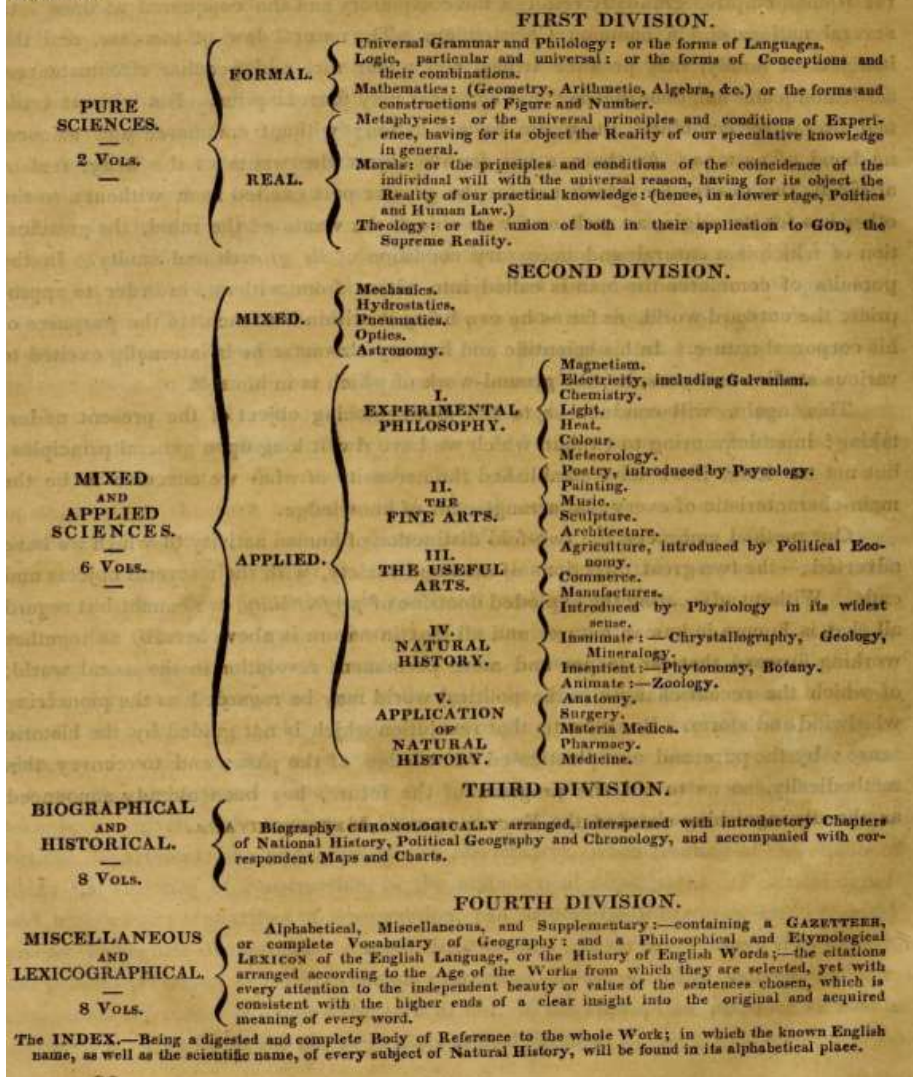 FIRST DIVISION.
PURE
SCIENCES.
2 VOLS.
FORMAL.
Universal Grammar and Philology: or the forms of Languages.
Logic, particular and universal: or the forms of Conceptions and
their combinations.
Mathematics: (Geometry, Arithmetic, Algebra, &c.) or the forms and
constructions of Figure and Number.
REAL.
Metaphysics: or the universal principles and conditions of Experi-
ence, having for its object the Reality of our speculative knowledge
in general.
Morals: or the principles and conditions of the coincidence of the
individual will with the universal reason, having for its object the
Reality of our practical knowledge: (hence, in a lower stage, Politics
and Human Law.)
Theology: or the union of both in their application to GOD, the
Supreme Reality.
SECOND DIVISION.
MIXED
AND
APPLIED
SCIENCES.
6 VOLS.
MIXED.
Mechanics.
Hydrostatics.
Pneumatics.
Optics.
Astronomy.
APPLIED.
I.
EXPERIMENTAL
PHILOSOPHY.
Magnetism.
Electricity, including Galvanism.
Chemistry.
Light.
Heat.
Colour.
Meteorology.
II.
THE
FINE ARTS.
Poetry, introduced by Psycology.
Painting.
Music.
Sculpture.
Architecture.
III.
THE USEFUL
ARTS.
Agriculture, introduced by Political Eco-
nomy.
Commerce.
Manufactures.
IV.
NATURAL
HISTORY.
Introduced by Physiology in its widest
sense.
Inanimate:—Chrystallography, Geology,
Mineralogy.
Insentient:—Phytonomy, Botany.
Animate:—Zoology.
V.
APPLICATION
OF
NATURAL
HISTORY.
Anatomy.
Surgery.
Materia Medica.
Pharmacy.
Medicine.
THIRD DIVISION.
BIOGRAPHICAL
AND
HISTORICAL.
8 VOLS.
Biography CHRONOLOGICALLY arranged, interspersed with introductory Chapters
of National History, Political Geography and Chronology, and accompanied with cor-
respondent Maps and Charts.
FOURTH DIVISION.
MISCELLANEOUS
AND
LEXICOGRAPHICAL.
8 VOLS.
Alphabetical, Miscellaneous, and Supplementary:—containing a GAZETTEER,
or complete Vocabulary of Geography: and a Philosophical and Etymological
LEXICON of the English Language, or the History of English Words;—the citations
arranged according to the Age of the Works from which they are selected, yet with
every attention to the independent beauty or value of the sentences chosen, which is
consistent with the higher ends of a clear insight into the original and acquired
meaning of every word.
The INDEX.—Being a digested and complete Body of Reference to the whole Work; in which the known English
name, as well as the scientific name, of every subject of Natural History, will be found in its alphabetical place.